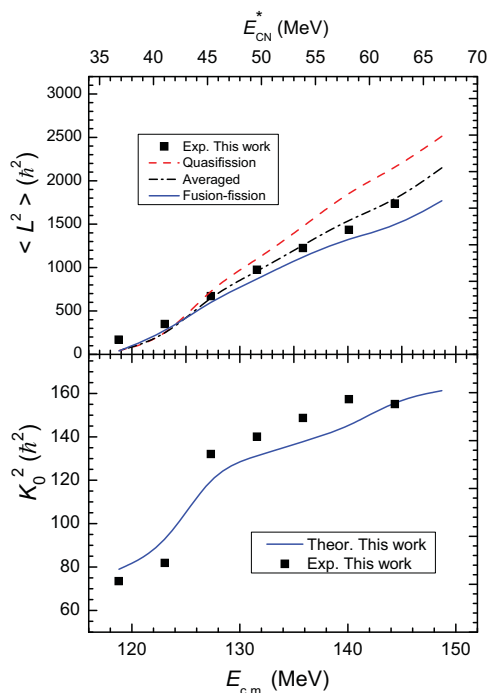 E*CN (MeV)
35 40 45 50 55 60 65 70
3000
2500
2000
1500
1000
500
0
< L² > (ℏ²)
Exp. This work
Quasifission
Averaged
Fusion-fission
160
140
120
100
80
60
K₀² (ℏ²)
Theor. This work
Exp. This work
120 130 140 150
E c.m. (MeV)